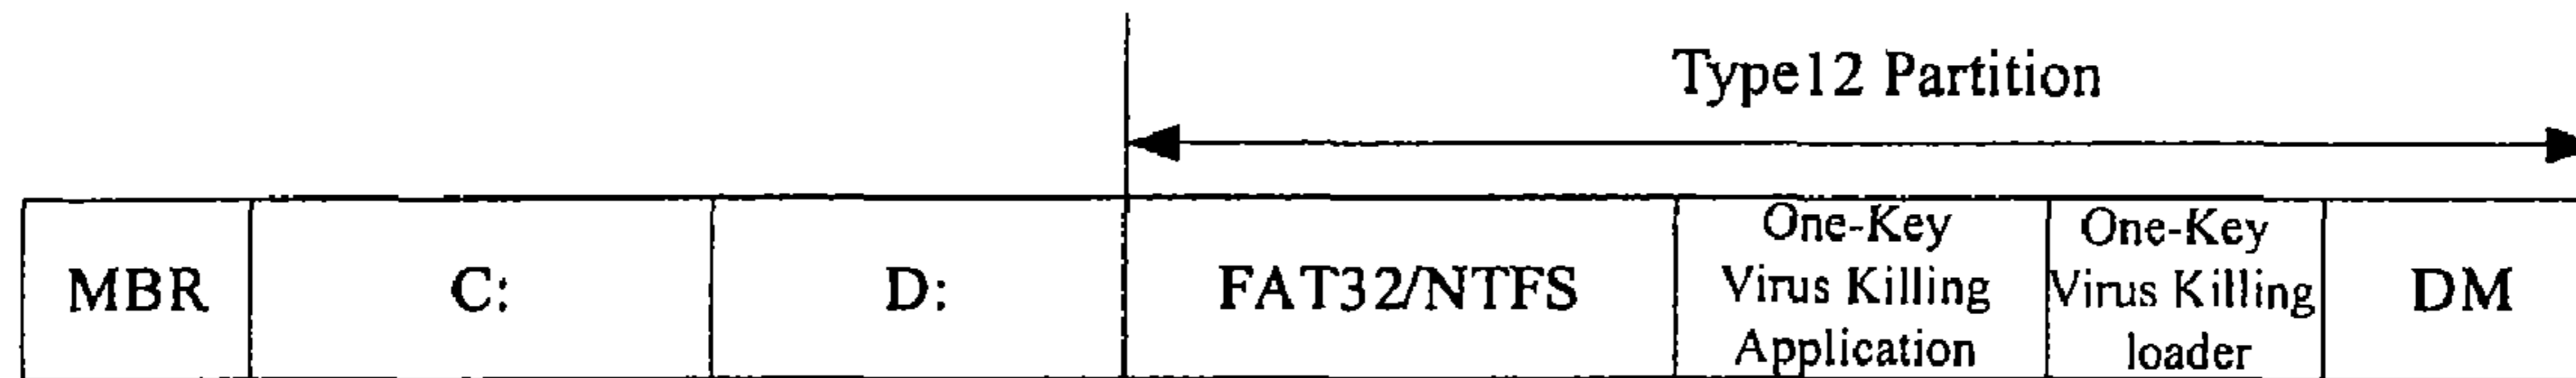 Type12 Partition
MBR
C:
D:
FAT32/NTFS
One-Key
Virus Killing
Application
One-Key
Virus Killing
loader
DM